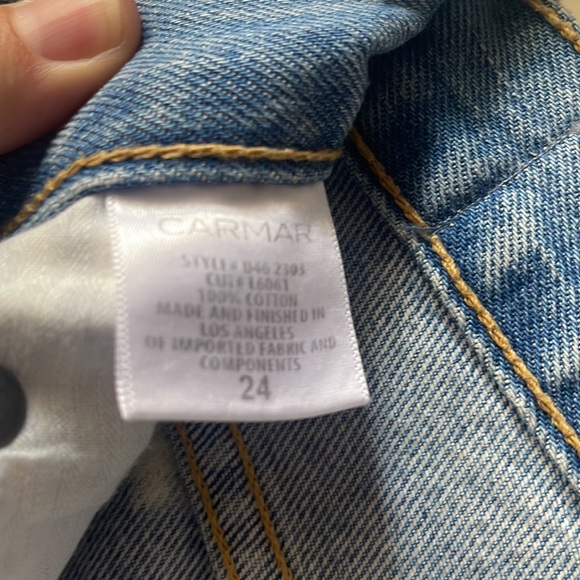 CARMAR
STYLE# D46 2303
CUT# L6061
100% COTTON
MADE AND FINISHED IN
LOS ANGELES
OF IMPORTED FABRIC AND
COMPONENTS
24